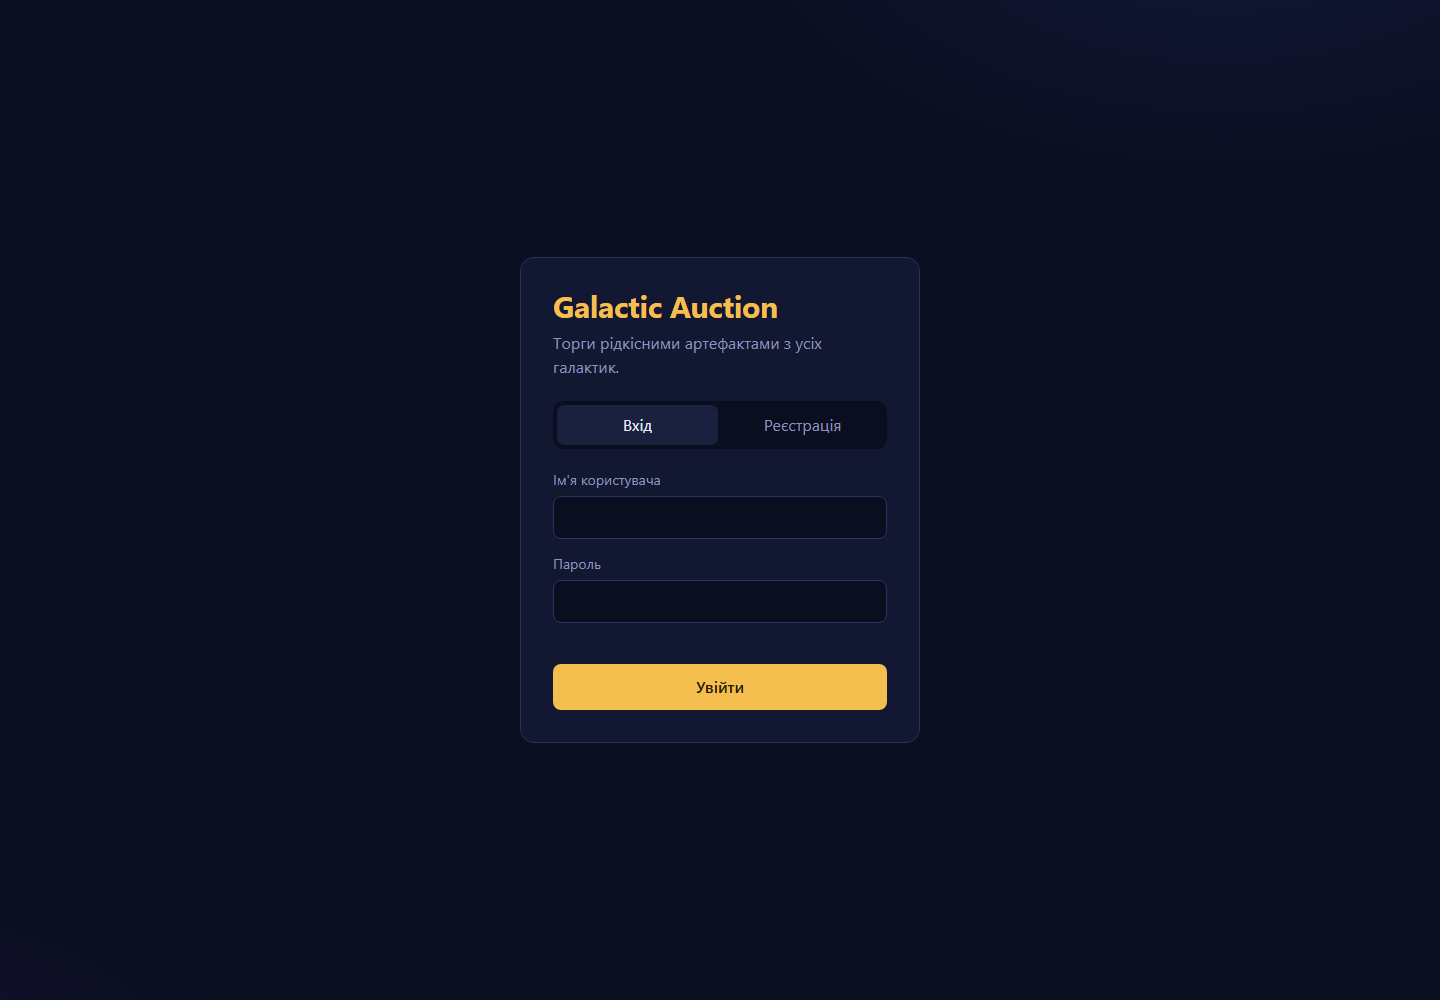 Galactic Auction
Торги рідкісними артефактами з усіх
галактик.
Вхід
Реєстрація
Ім'я користувача
Пароль
Увійти